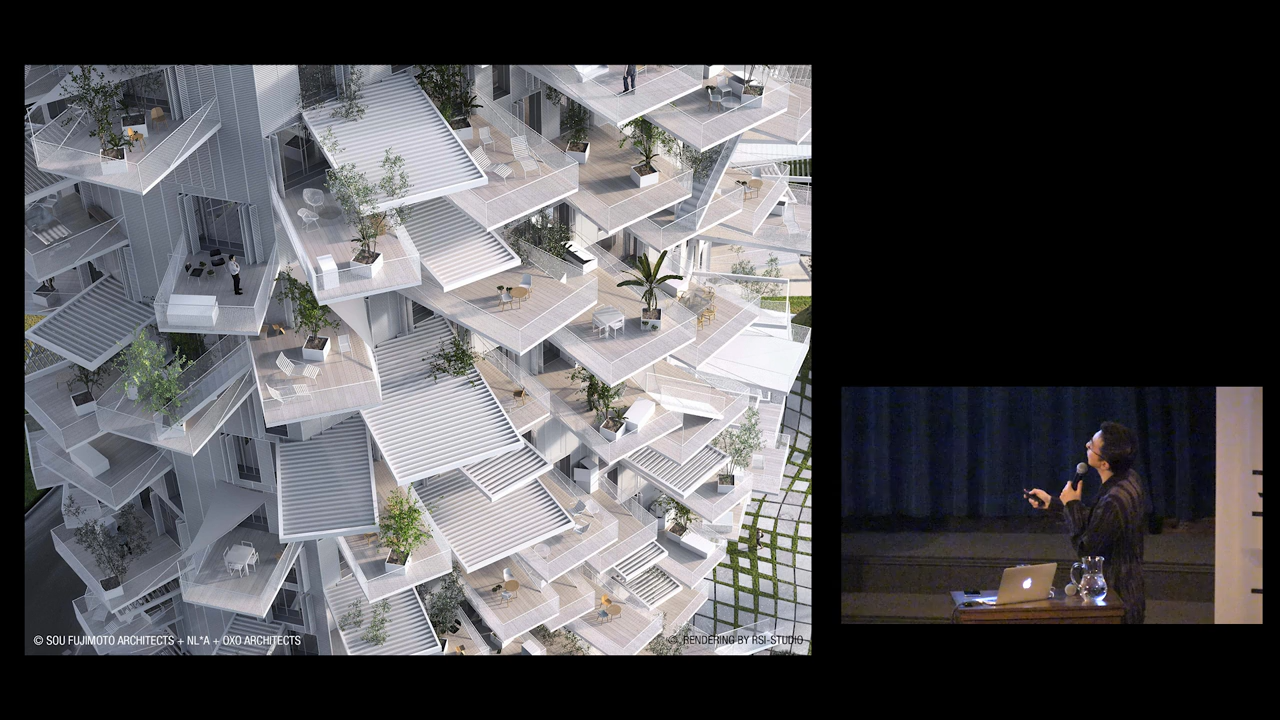 © SOU FUJIMOTO ARCHITECTS + NL*A + OXO ARCHITECTS
© RENDERING BY RSI-STUDIO